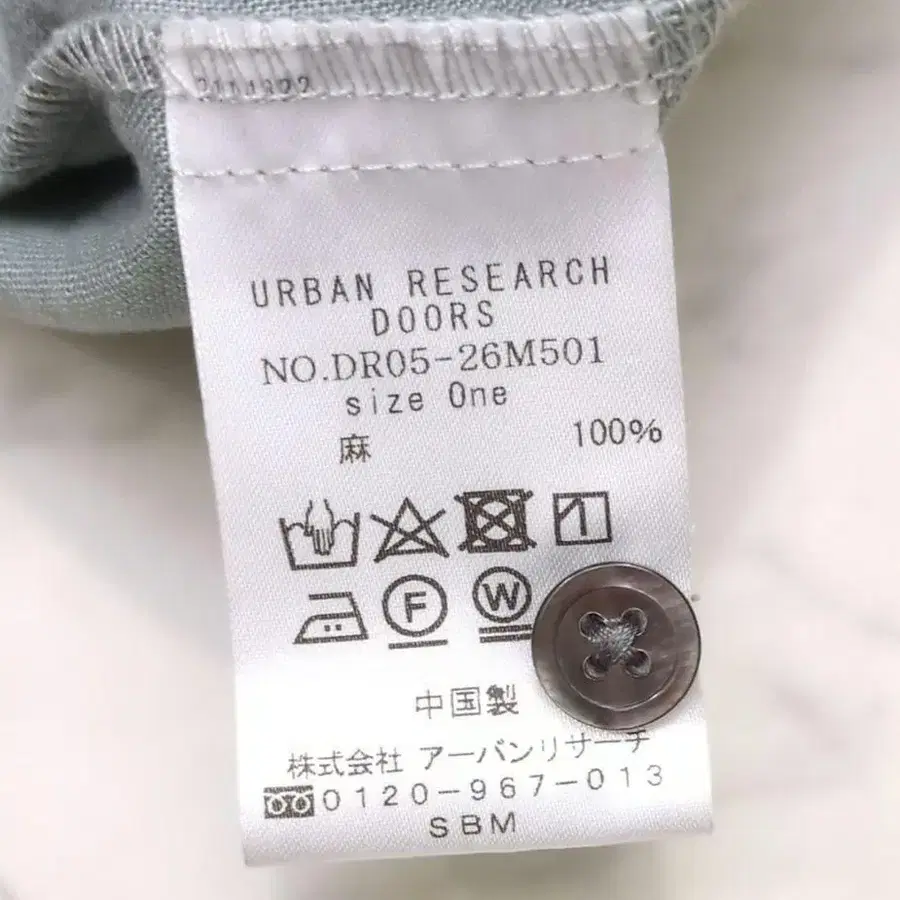 URBAN RESEARCH
DOORS
NO.DR05-26M501
size One
麻 100%
F W
中国製
株式会社 アーバンリサーチ
0120-967-013
SBM